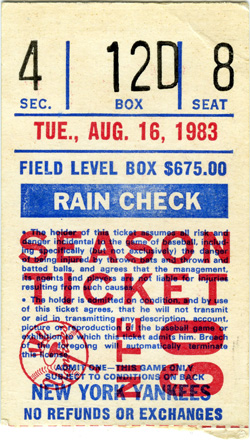 4 12D 8
SEC. BOX SEAT
TUE., AUG. 16, 1983
FIELD LEVEL BOX $675.00
RAIN CHECK
SEASON
TICKET
The holder of this ticket assumes all risk and
danger incidental to the game of baseball, includ-
ing specifically (but not exclusively) the danger
of being injured by thrown bats and thrown or
batted balls, and agrees that the management,
its agents and players are not liable for injuries
resulting from such causes.
The holder is admitted on condition, and by use
of this ticket agrees, that he will not transmit
or aid in transmitting any description, account,
picture or reproduction of the baseball game
to which this ticket admits him. Breach
of the foregoing will automatically terminate
this license.
ADMIT ONE—THIS GAME ONLY
SUBJECT TO CONDITIONS ON BACK
NEW YORK YANKEES
NO REFUNDS OR EXCHANGES